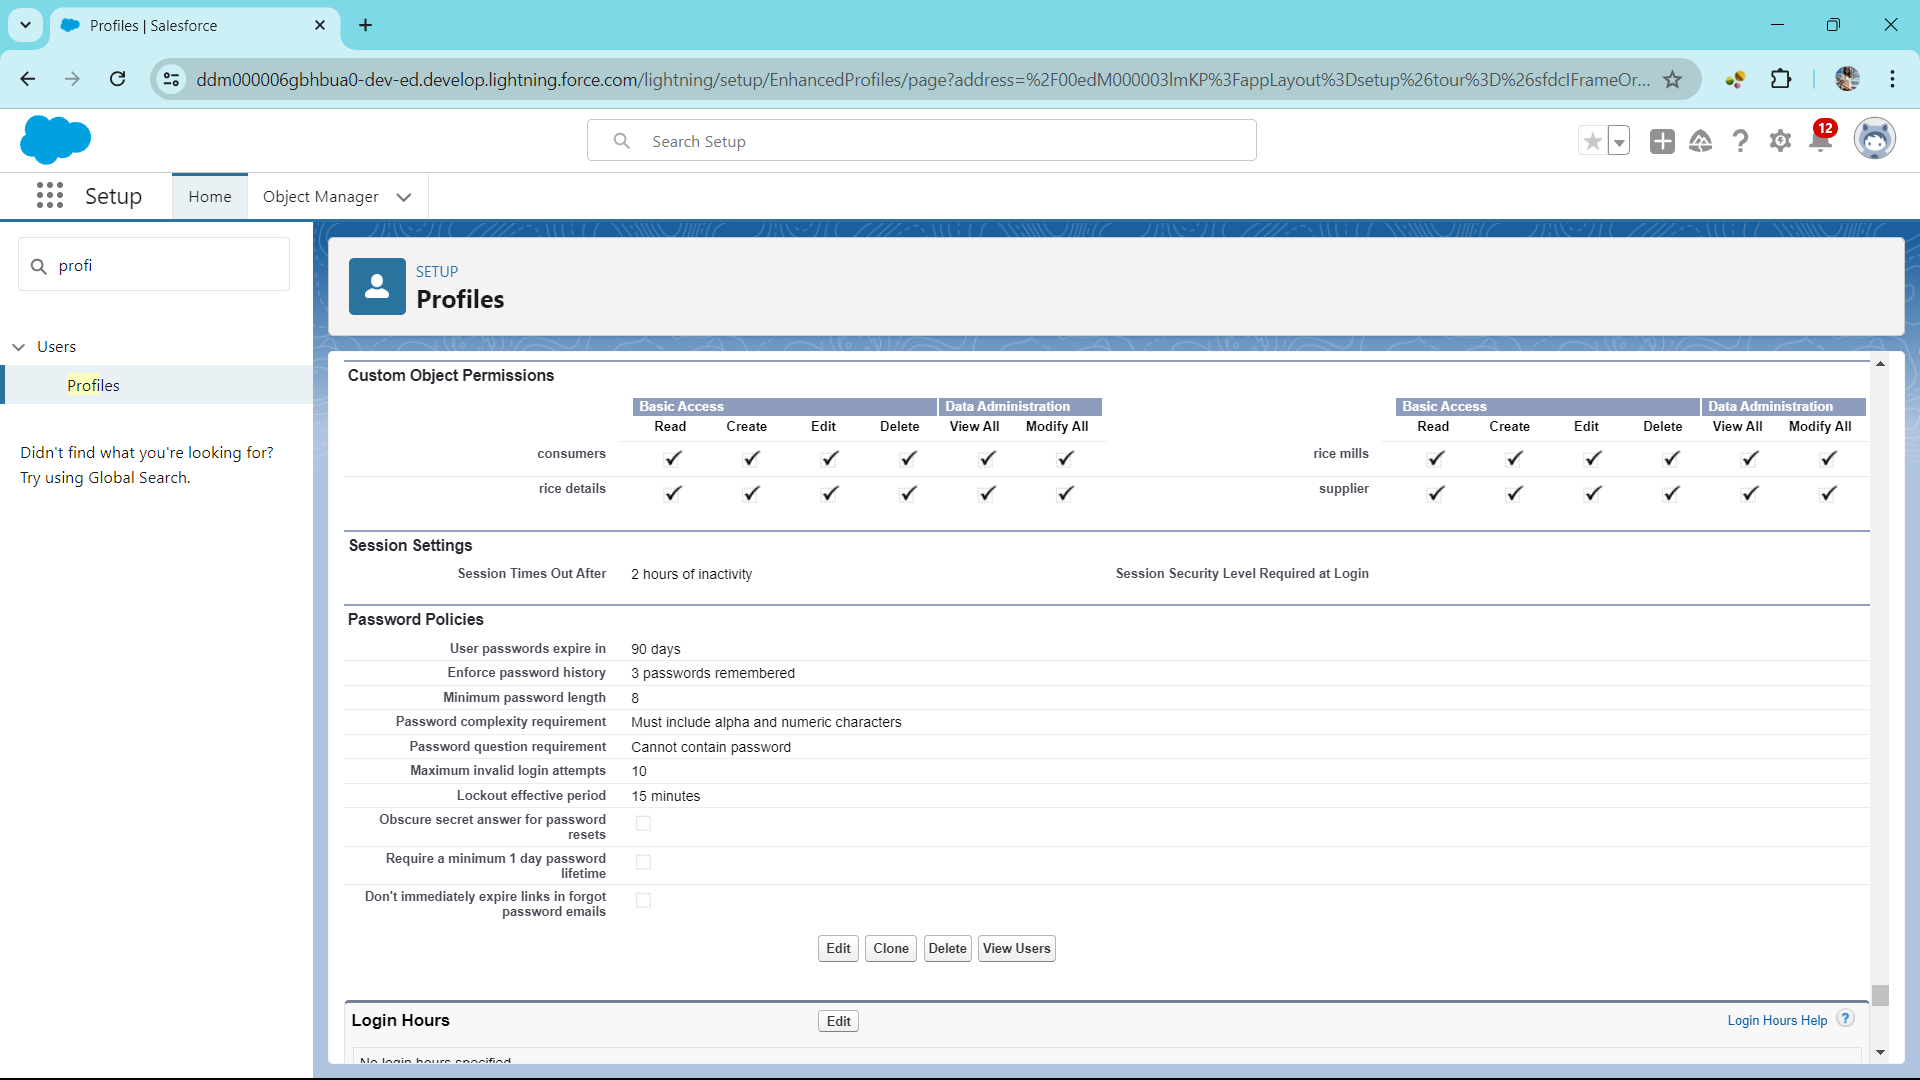 Profiles | Salesforce
ddm000006gbhbua0-dev-ed.develop.lightning.force.com/lightning/setup/EnhancedProfiles/page?address=%2F00edM000003lmKP%3FappLayout%3Dsetup%26tour%3D%26sfdcIFrameOr...
Search Setup
12
Setup
Home
Object Manager
profi
Users
Profiles
Didn't find what you're looking for?
Try using Global Search.
SETUP
Profiles
Custom Object Permissions
Basic Access Data Administration Basic Access Data Administration
Read Create Edit Delete View All Modify All Read Create Edit Delete View All Modify All
consumers rice mills
rice details supplier
Session Settings
Session Times Out After 2 hours of inactivity Session Security Level Required at Login
Password Policies
User passwords expire in 90 days
Enforce password history 3 passwords remembered
Minimum password length 8
Password complexity requirement Must include alpha and numeric characters
Password question requirement Cannot contain password
Maximum invalid login attempts 10
Lockout effective period 15 minutes
Obscure secret answer for password
resets
Require a minimum 1 day password
lifetime
Don't immediately expire links in forgot
password emails
Edit Clone Delete View Users
Login Hours Edit Login Hours Help ?
No login hours specified